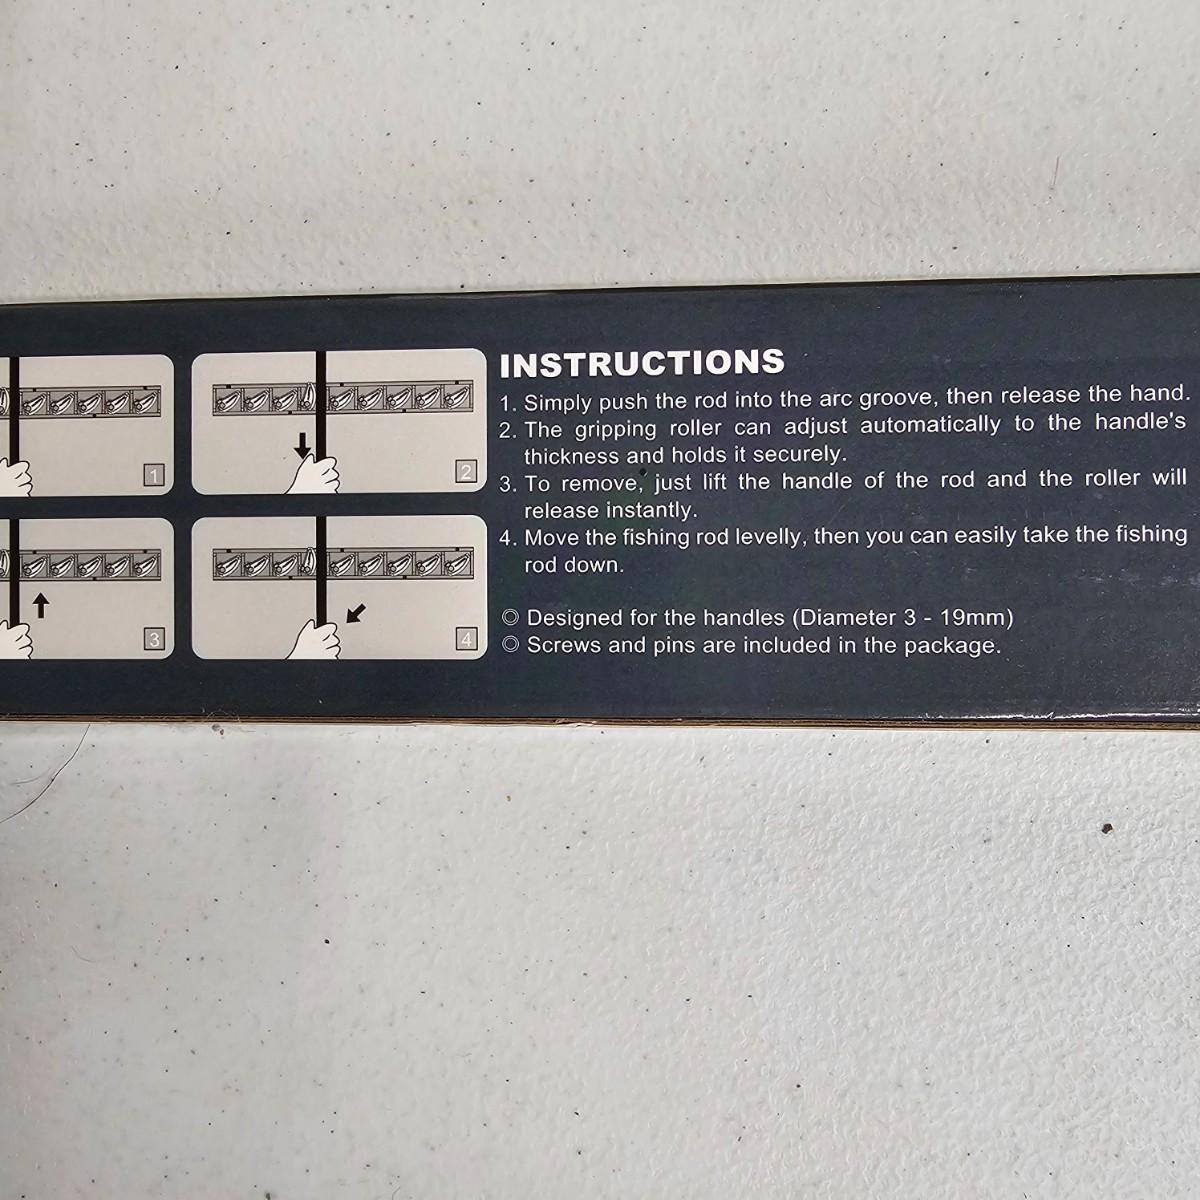 INSTRUCTIONS
1. Simply push the rod into the arc groove, then release the hand.
2. The gripping roller can adjust automatically to the handle's
thickness and holds it securely.
3. To remove, just lift the handle of the rod and the roller will
release instantly.
4. Move the fishing rod levelly, then you can easily take the fishing
rod down.
◎ Designed for the handles (Diameter 3 - 19mm)
◎ Screws and pins are included in the package.
1
2
3
4